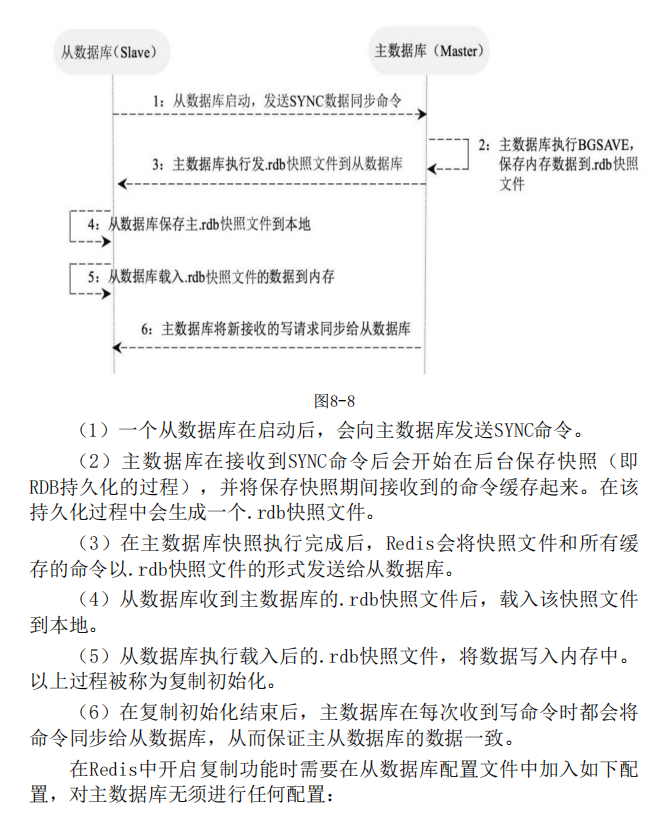 从数据库（Slave）
主数据库（Master）
1：从数据库启动，发送SYNC数据同步命令
2：主数据库执行BGSAVE，
保存内存数据到.rdb快照
文件
3：主数据库执行发.rdb快照文件到从数据库
4：从数据库保存主.rdb快照文件到本地
5：从数据库载入.rdb快照文件的数据到内存
6：主数据库将新接收的写请求同步给从数据库
图8-8
（1）一个从数据库在启动后，会向主数据库发送SYNC命令。
（2）主数据库在接收到SYNC命令后会开始在后台保存快照（即
RDB持久化的过程），并将保存快照期间接收到的命令缓存起来。在该
持久化过程中会生成一个.rdb快照文件。
（3）在主数据库快照执行完成后，Redis会将快照文件和所有缓
存的命令以.rdb快照文件的形式发送给从数据库。
（4）从数据库收到主数据库的.rdb快照文件后，载入该快照文件
到本地。
（5）从数据库执行载入后的.rdb快照文件，将数据写入内存中。
以上过程被称为复制初始化。
（6）在复制初始化结束后，主数据库在每次收到写命令时都会将
命令同步给从数据库，从而保证主从数据库的数据一致。
在Redis中开启复制功能时需要在从数据库配置文件中加入如下配
置，对主数据库无须进行任何配置：